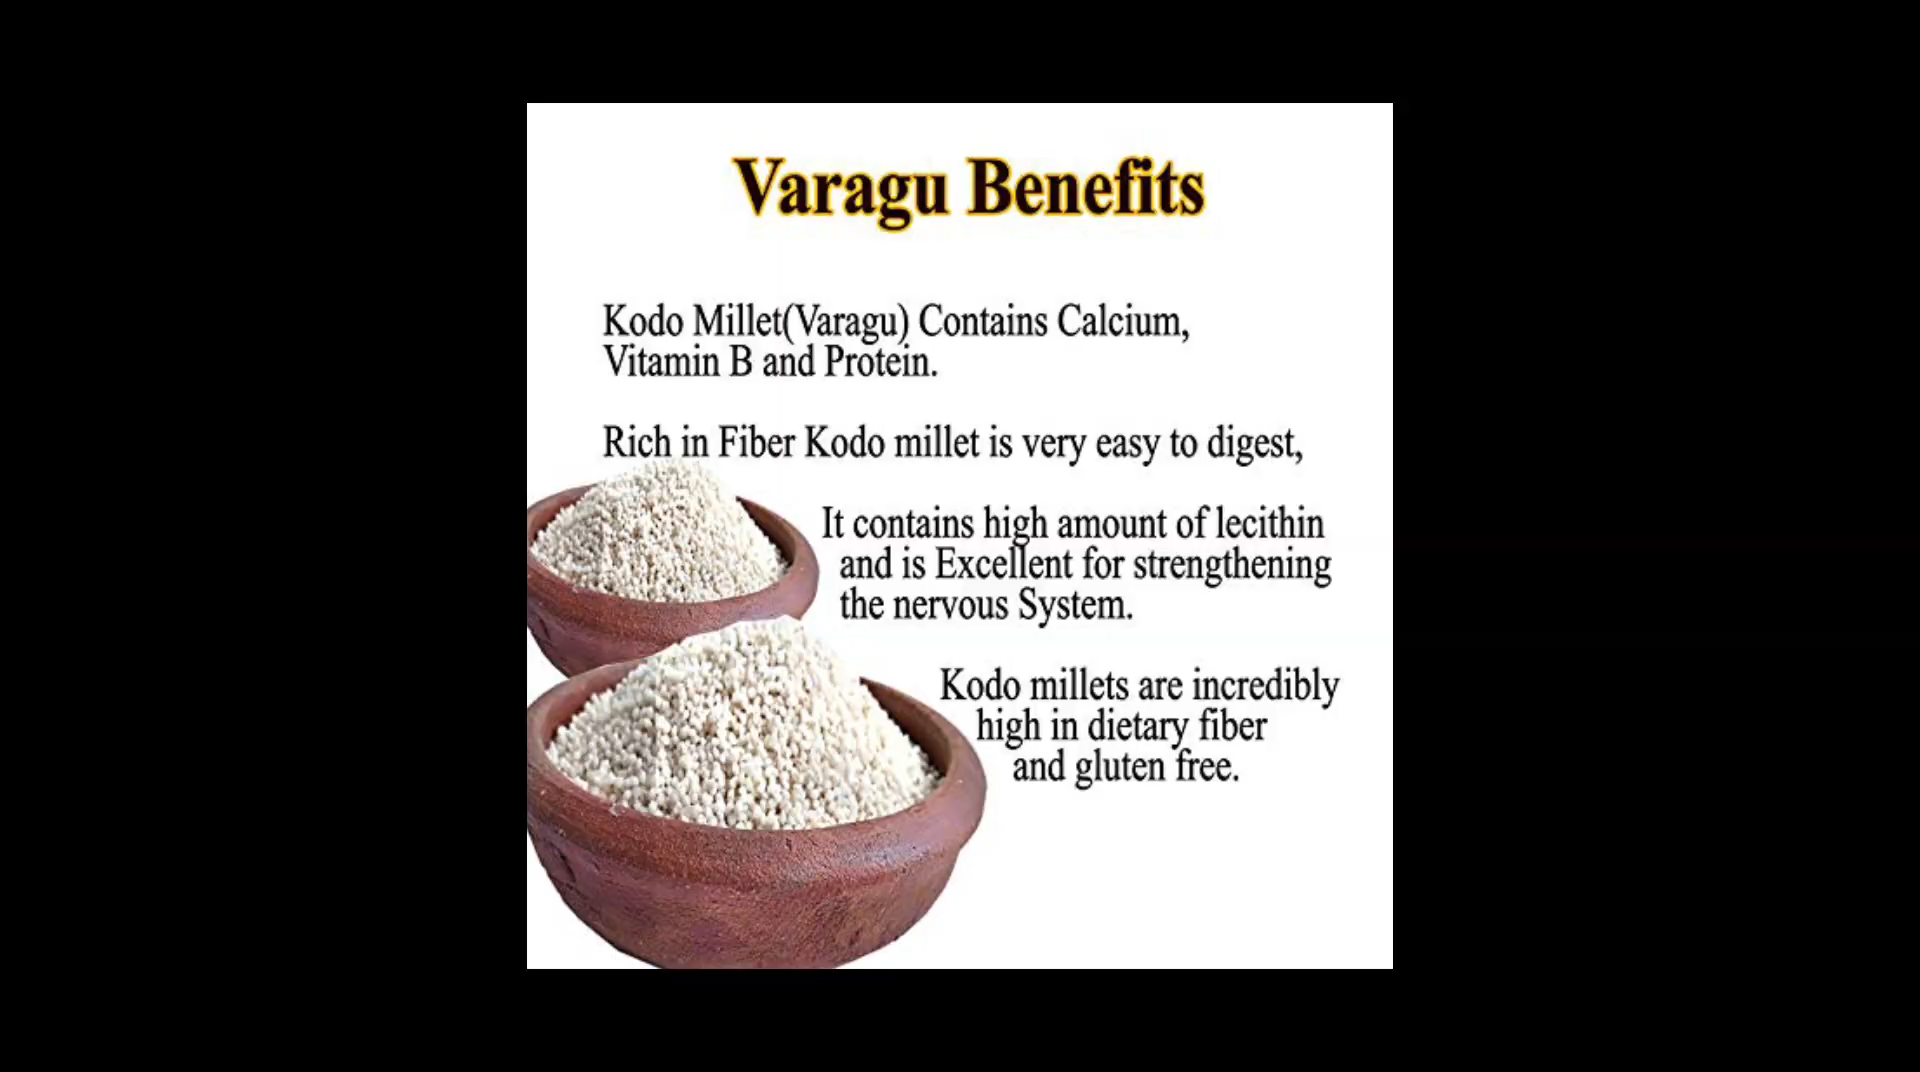 Varagu Benefits
Kodo Millet(Varagu) Contains Calcium,
Vitamin B and Protein.
Rich in Fiber Kodo millet is very easy to digest,
It contains high amount of lecithin
and is Excellent for strengthening
the nervous System.
Kodo millets are incredibly
high in dietary fiber
and gluten free.